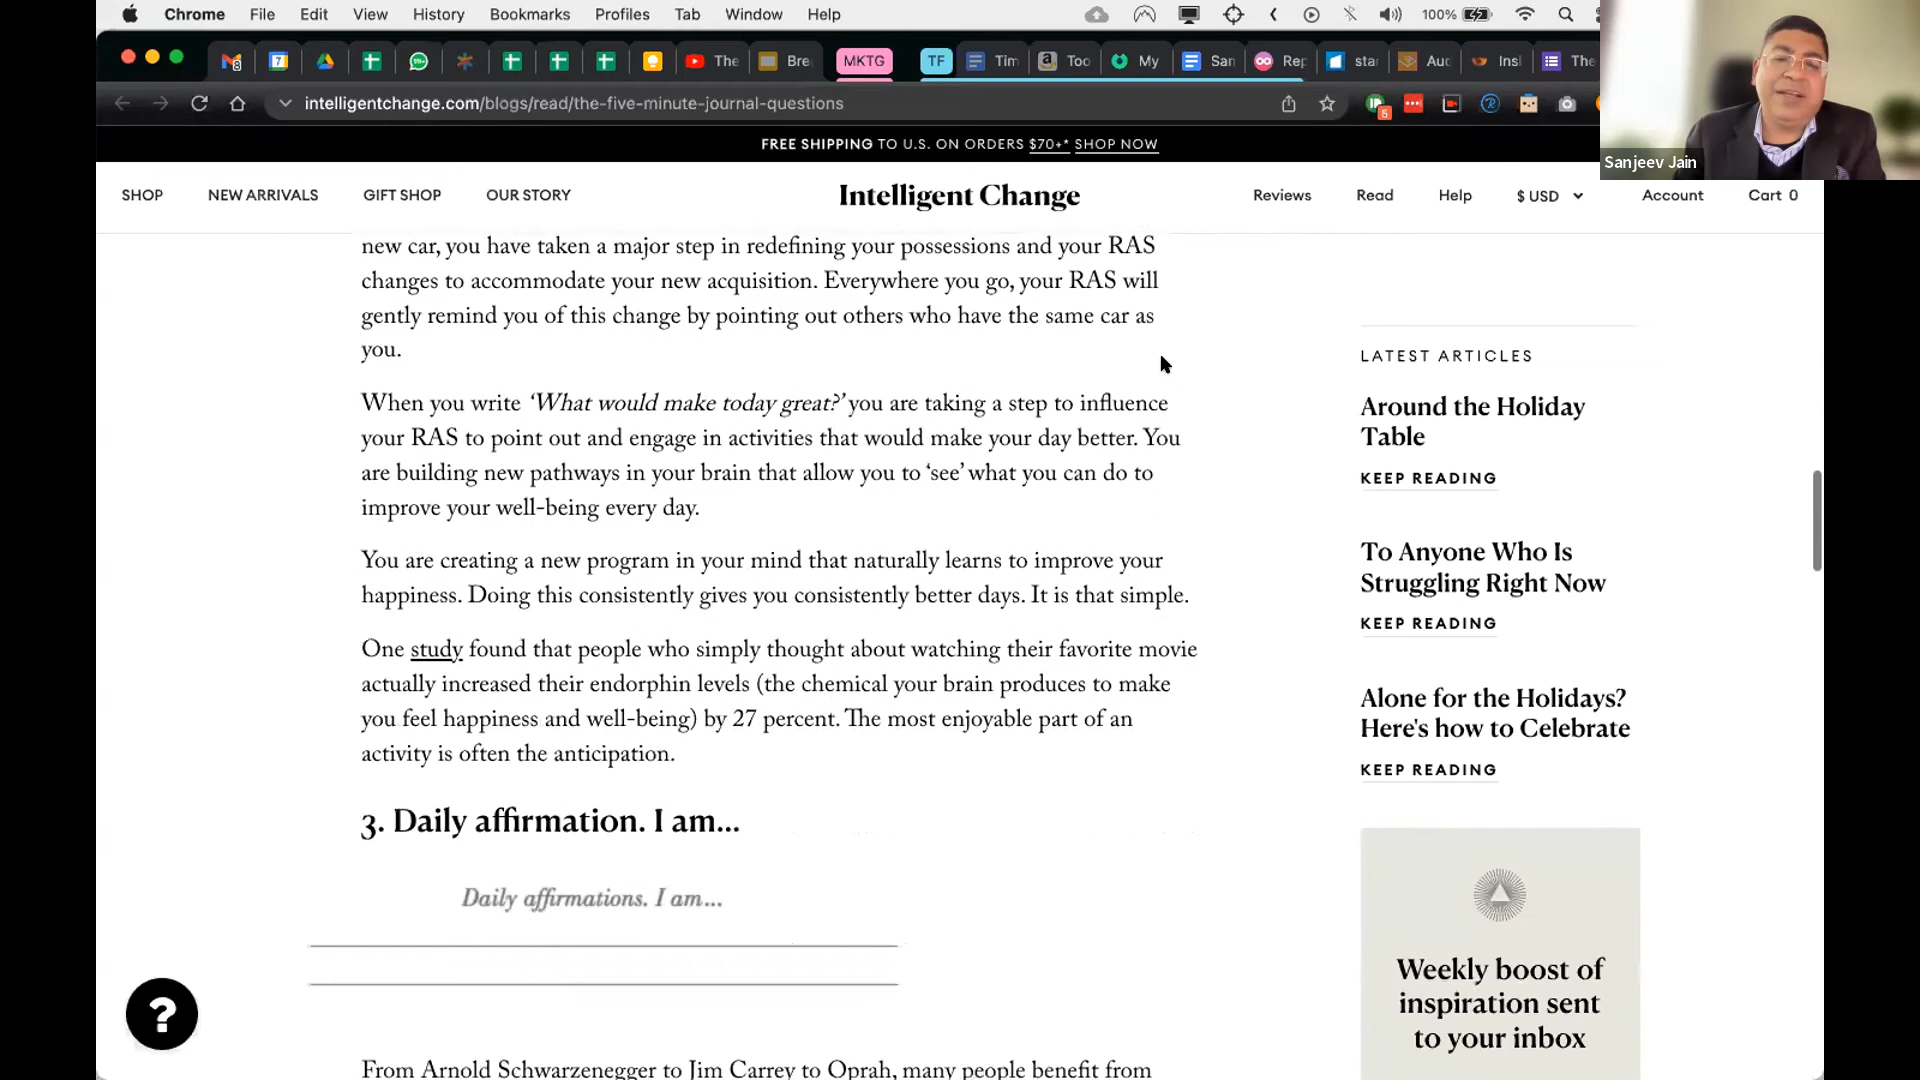 Chrome File Edit View History Bookmarks Profiles Tab Window Help 100%
The Bre MKTG TF Tim Too My San Rep star Aud Insi The
intelligentchange.com/blogs/read/the-five-minute-journal-questions 5
Sanjeev Jain
FREE SHIPPING TO U.S. ON ORDERS $70+* SHOP NOW
SHOP NEW ARRIVALS GIFT SHOP OUR STORY Intelligent Change Reviews Read Help $ USD Account Cart 0
new car, you have taken a major step in redefining your possessions and your RAS
changes to accommodate your new acquisition. Everywhere you go, your RAS will
gently remind you of this change by pointing out others who have the same car as
you.
When you write ‘What would make today great?’ you are taking a step to influence
your RAS to point out and engage in activities that would make your day better. You
are building new pathways in your brain that allow you to ‘see’ what you can do to
improve your well-being every day.
You are creating a new program in your mind that naturally learns to improve your
happiness. Doing this consistently gives you consistently better days. It is that simple.
One study found that people who simply thought about watching their favorite movie
actually increased their endorphin levels (the chemical your brain produces to make
you feel happiness and well-being) by 27 percent. The most enjoyable part of an
activity is often the anticipation.
3. Daily affirmation. I am...
Daily affirmations. I am...
From Arnold Schwarzenegger to Jim Carrey to Oprah, many people benefit from
LATEST ARTICLES
Around the Holiday
Table
KEEP READING
To Anyone Who Is
Struggling Right Now
KEEP READING
Alone for the Holidays?
Here's how to Celebrate
KEEP READING
Weekly boost of
inspiration sent
to your inbox
?